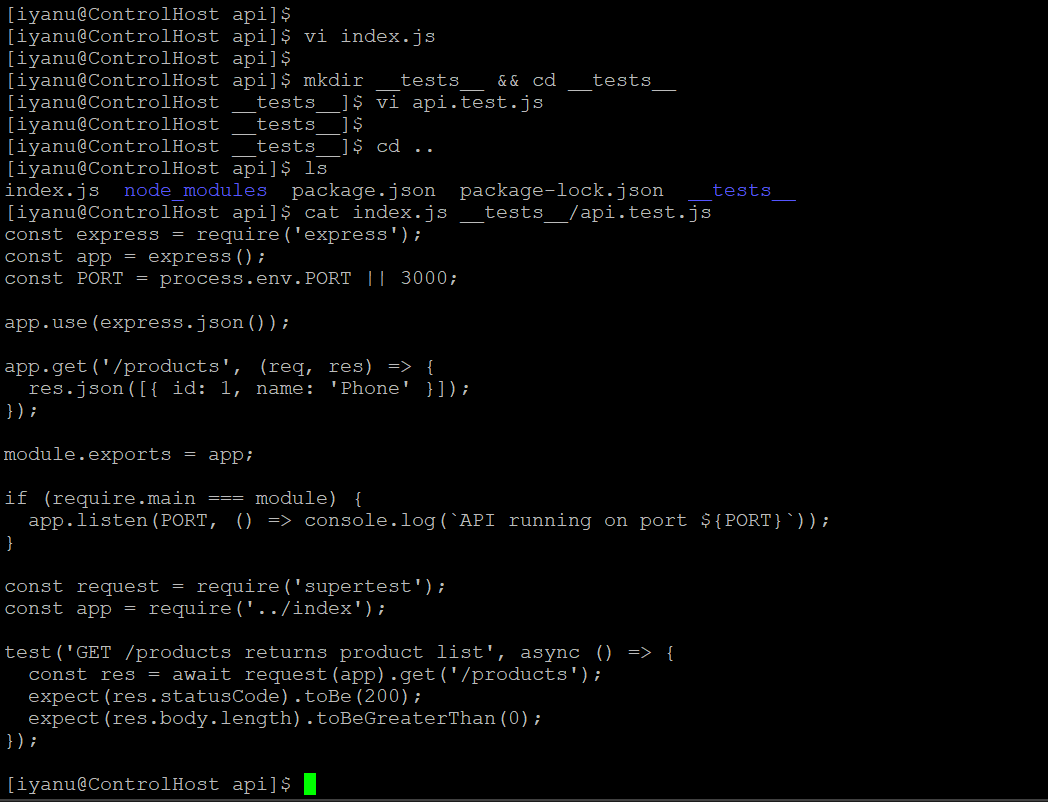 [iyanu@ControlHost api]$
[iyanu@ControlHost api]$ vi index.js
[iyanu@ControlHost api]$
[iyanu@ControlHost api]$ mkdir __tests__ && cd __tests__
[iyanu@ControlHost __tests__]$ vi api.test.js
[iyanu@ControlHost __tests__]$
[iyanu@ControlHost __tests__]$ cd ..
[iyanu@ControlHost api]$ ls
index.js  node_modules  package.json  package-lock.json  __tests__
[iyanu@ControlHost api]$ cat index.js __tests__/api.test.js
const express = require('express');
const app = express();
const PORT = process.env.PORT || 3000;

app.use(express.json());

app.get('/products', (req, res) => {
  res.json([{ id: 1, name: 'Phone' }]);
});

module.exports = app;

if (require.main === module) {
  app.listen(PORT, () => console.log(`API running on port ${PORT}`));
}

const request = require('supertest');
const app = require('../index');

test('GET /products returns product list', async () => {
  const res = await request(app).get('/products');
  expect(res.statusCode).toBe(200);
  expect(res.body.length).toBeGreaterThan(0);
});

[iyanu@ControlHost api]$